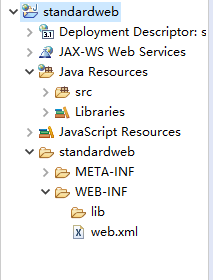 standardweb
Deployment Descriptor: s
JAX-WS Web Services
Java Resources
src
Libraries
JavaScript Resources
standardweb
META-INF
WEB-INF
lib
web.xml